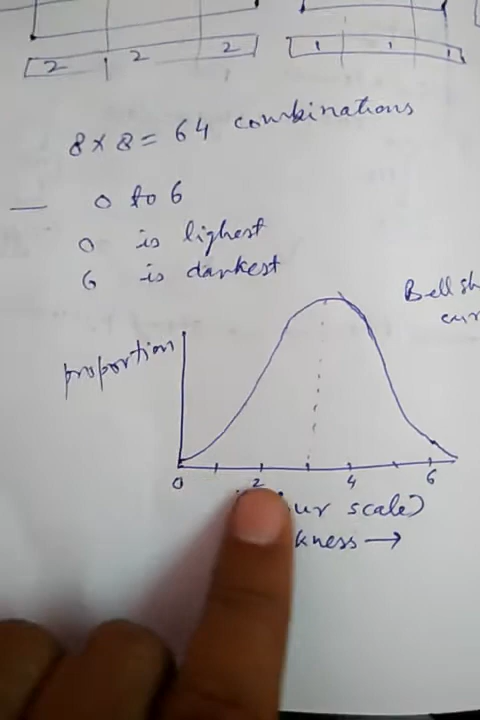 2 2 2 1 1 1
8 x 8 = 64 combinations
— 0 to 6
0 is lighest
6 is darkest
Bell sh
cur
proportion
0 2 4 6
ur scale)
kness →